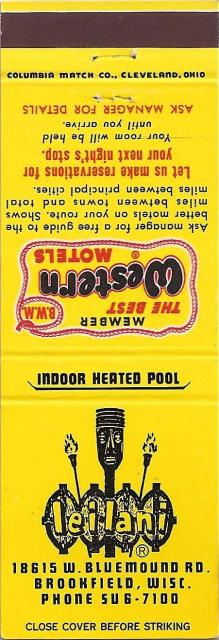 COLUMBIA MATCH CO., CLEVELAND, OHIO
MEMBER
THE BEST
Western ®
MOTELS
B.W.M.
Ask manager for a free guide to the
better motels on your route. Shows
miles between towns and total
miles between principal cities.
Let us make reservations for
your next night's stop.
Your room will be held
until you arrive.
ASK MANAGER FOR DETAILS
INDOOR HEATED POOL
leilani
®
18615 W. BLUEMOUND RD.
BROOKFIELD, WISC.
PHONE SU 6-7100
CLOSE COVER BEFORE STRIKING